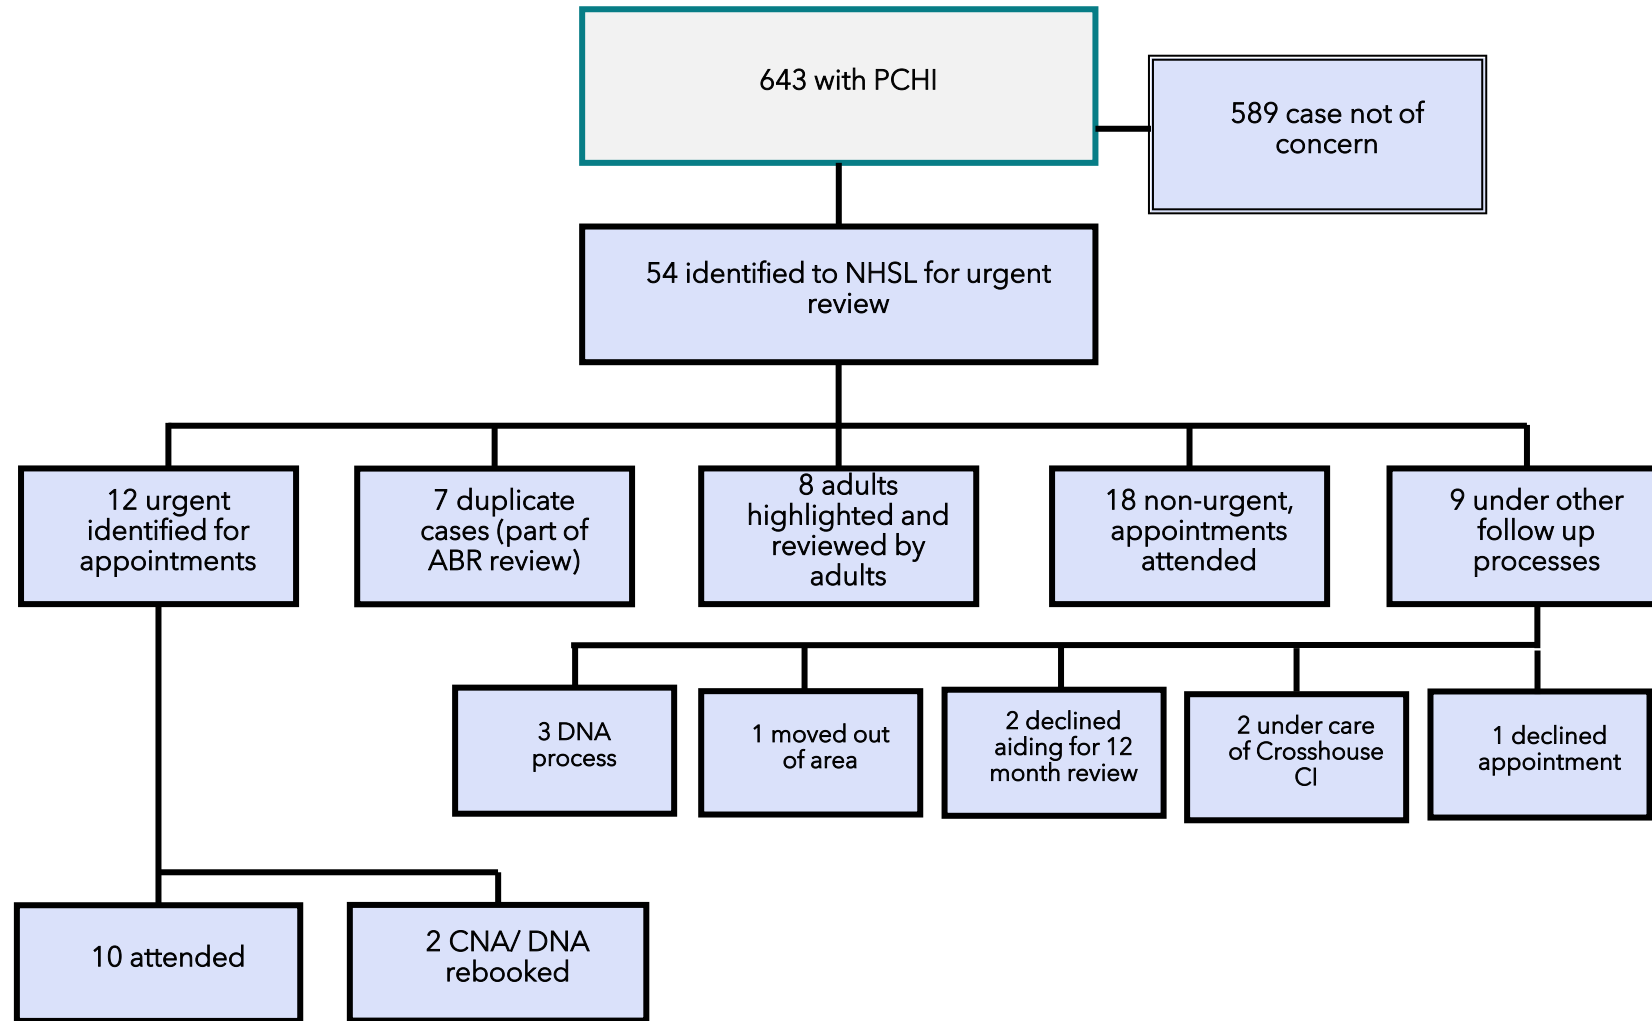 643 with PCHI
589 case not of
concern
54 identified to NHSL for urgent
review
12 urgent
identified for
appointments
7 duplicate
cases (part of
ABR review)
8 adults
highlighted and
reviewed by
adults
18 non-urgent,
appointments
attended
9 under other
follow up
processes
3 DNA
process
1 moved out
of area
2 declined
aiding for 12
month review
2 under care
of Crosshouse
CI
1 declined
appointment
10 attended
2 CNA/ DNA
rebooked